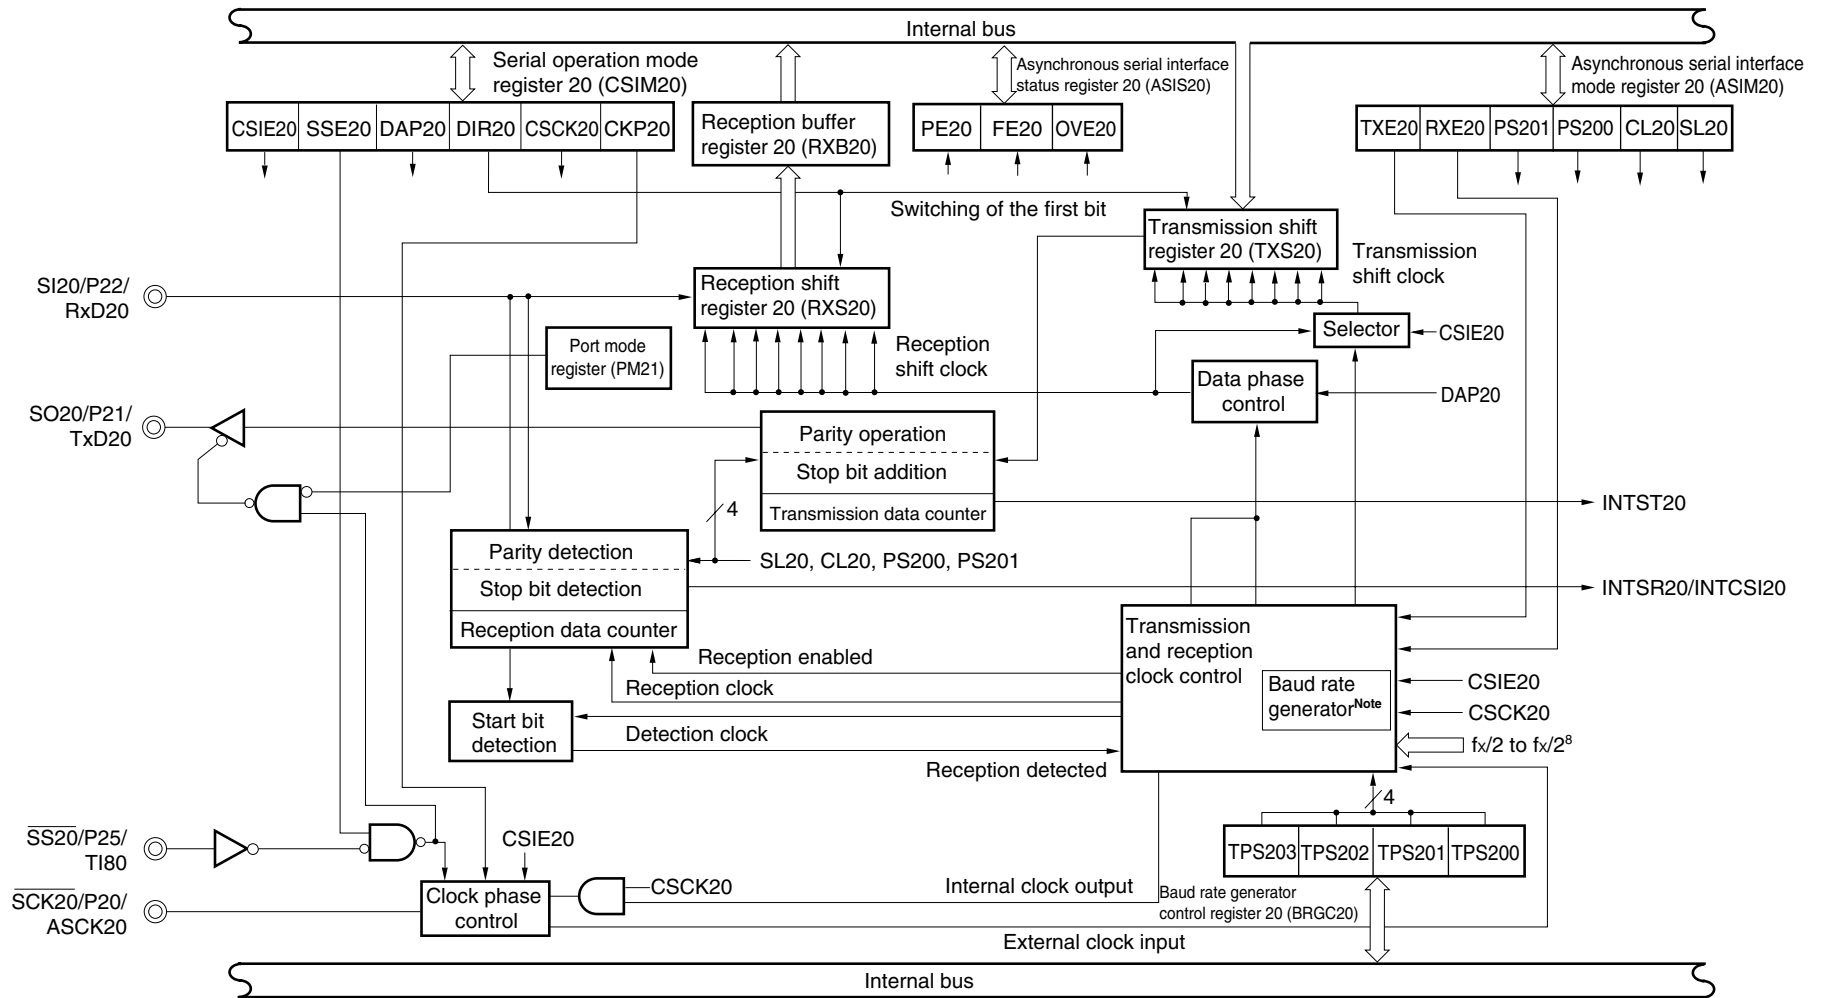 Internal bus
Serial operation mode
register 20 (CSIM20)
Asynchronous serial interface
status register 20 (ASIS20)
Asynchronous serial interface
mode register 20 (ASIM20)
CSIE20 SSE20 DAP20 DIR20 CSCK20 CKP20
Reception buffer
register 20 (RXB20)
PE20 FE20 OVE20
TXE20 RXE20 PS201 PS200 CL20 SL20
Switching of the first bit
Transmission shift
register 20 (TXS20)
Transmission
shift clock
SI20/P22/
RxD20
Reception shift
register 20 (RXS20)
Selector
CSIE20
Port mode
register (PM21)
Reception
shift clock
Data phase
control
DAP20
SO20/P21/
TxD20
Parity operation
Stop bit addition
Transmission data counter
4
INTST20
Parity detection
Stop bit detection
Reception data counter
SL20, CL20, PS200, PS201
INTSR20/INTCSI20
Transmission
and reception
clock control
Baud rate
generatorNote
Reception enabled
Reception clock
CSIE20
CSCK20
fx/2 to fx/2⁸
Start bit
detection
Detection clock
Reception detected
4
SS20/P25/
TI80
CSIE20
TPS203 TPS202 TPS201 TPS200
SCK20/P20/
ASCK20
Clock phase
control
CSCK20
Internal clock output
Baud rate generator
control register 20 (BRGC20)
External clock input
Internal bus